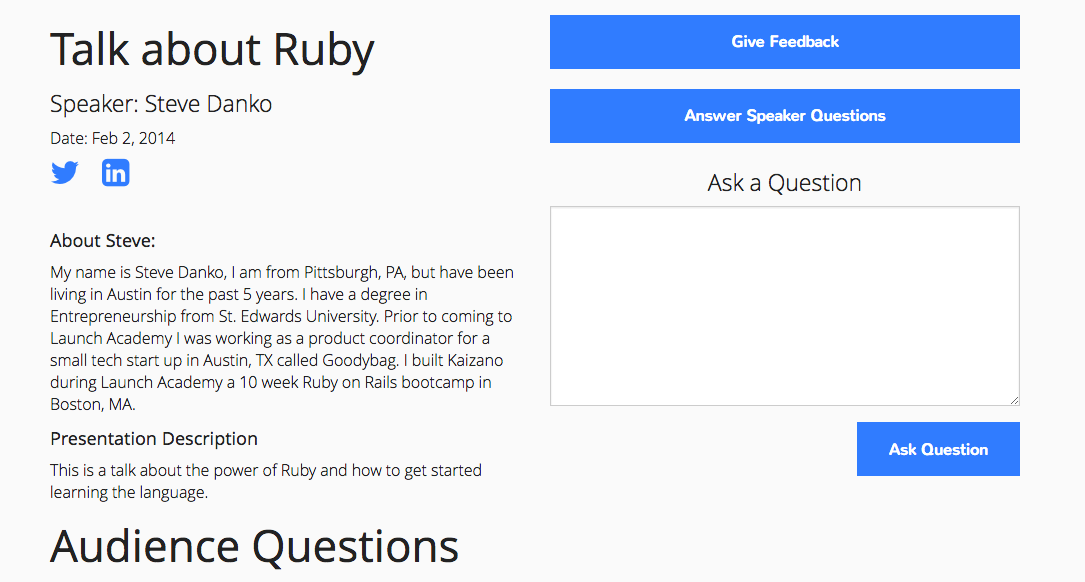 Talk about Ruby
Speaker: Steve Danko
Date: Feb 2, 2014
in
About Steve:
My name is Steve Danko, I am from Pittsburgh, PA, but have been
living in Austin for the past 5 years. I have a degree in
Entrepreneurship from St. Edwards University. Prior to coming to
Launch Academy I was working as a product coordinator for a
small tech start up in Austin, TX called Goodybag. I built Kaizano
during Launch Academy a 10 week Ruby on Rails bootcamp in
Boston, MA.
Presentation Description
This is a talk about the power of Ruby and how to get started
learning the language.
Audience Questions
Give Feedback
Answer Speaker Questions
Ask a Question
Ask Question